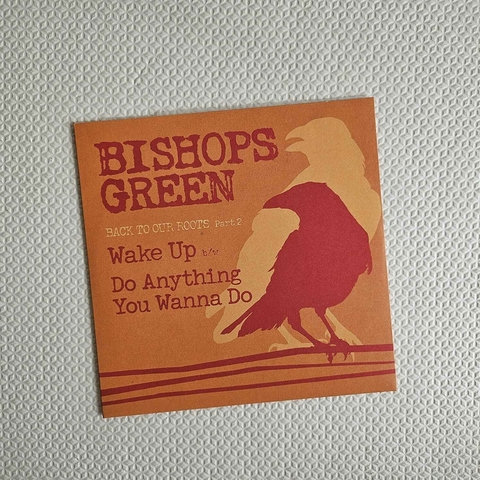 BISHOPS
GREEN
BACK TO OUR ROOTS Part 2
Wake Up b/w
Do Anything
You Wanna Do